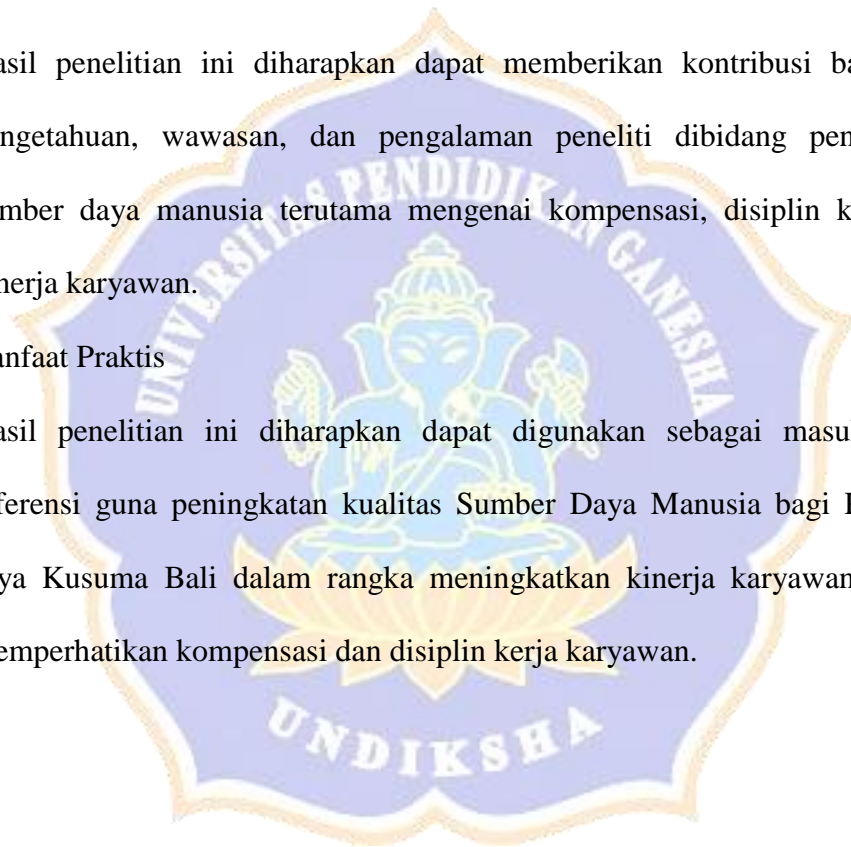 asil penelitian ini diharapkan dapat memberikan kontribusi ba
ngetahuan, wawasan, dan pengalaman peneliti dibidang pen
mber daya manusia terutama mengenai kompensasi, disiplin k
nerja karyawan.
anfaat Praktis
asil penelitian ini diharapkan dapat digunakan sebagai masu
ferensi guna peningkatan kualitas Sumber Daya Manusia bagi
ya Kusuma Bali dalam rangka meningkatkan kinerja karyawan
emperhatikan kompensasi dan disiplin kerja karyawan.
UNIVERSITAS PENDIDIKAN GANESHA
UNDIKSHA